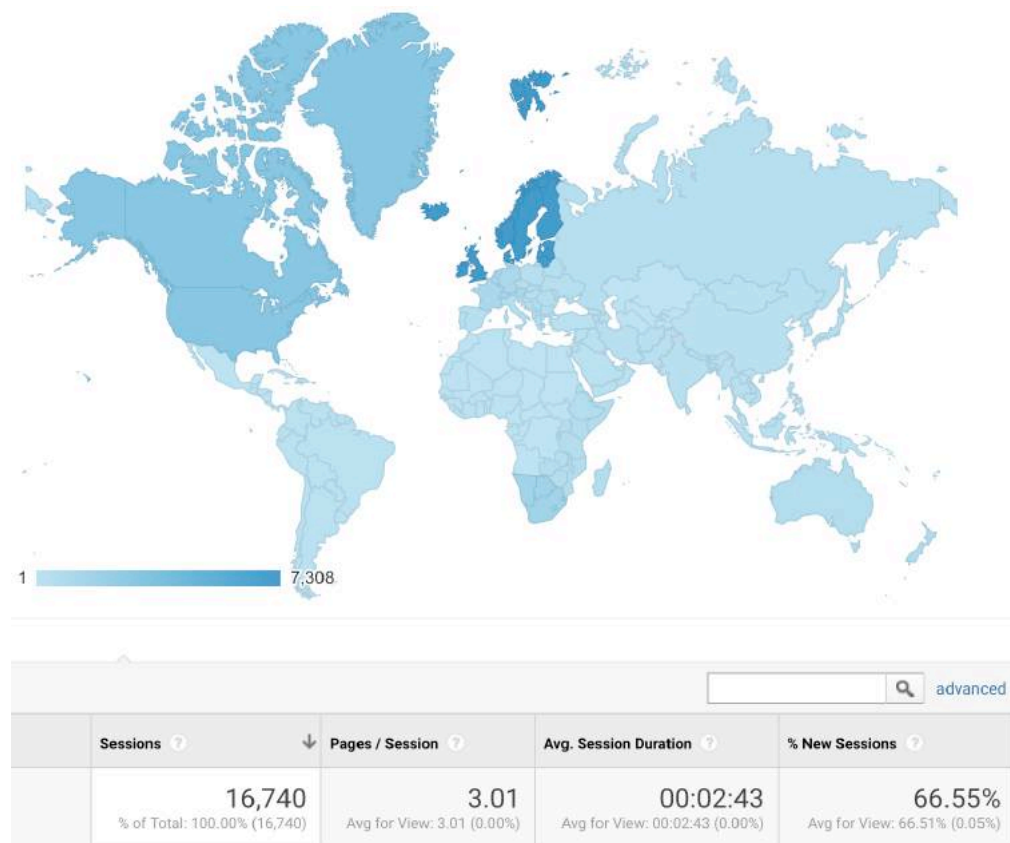 1 7,308
advanced
Sessions ? Pages / Session ? Avg. Session Duration ? % New Sessions ?
16,740 3.01 00:02:43 66.55%
% of Total: 100.00% (16,740) Avg for View: 3.01 (0.00%) Avg for View: 00:02:43 (0.00%) Avg for View: 66.51% (0.05%)